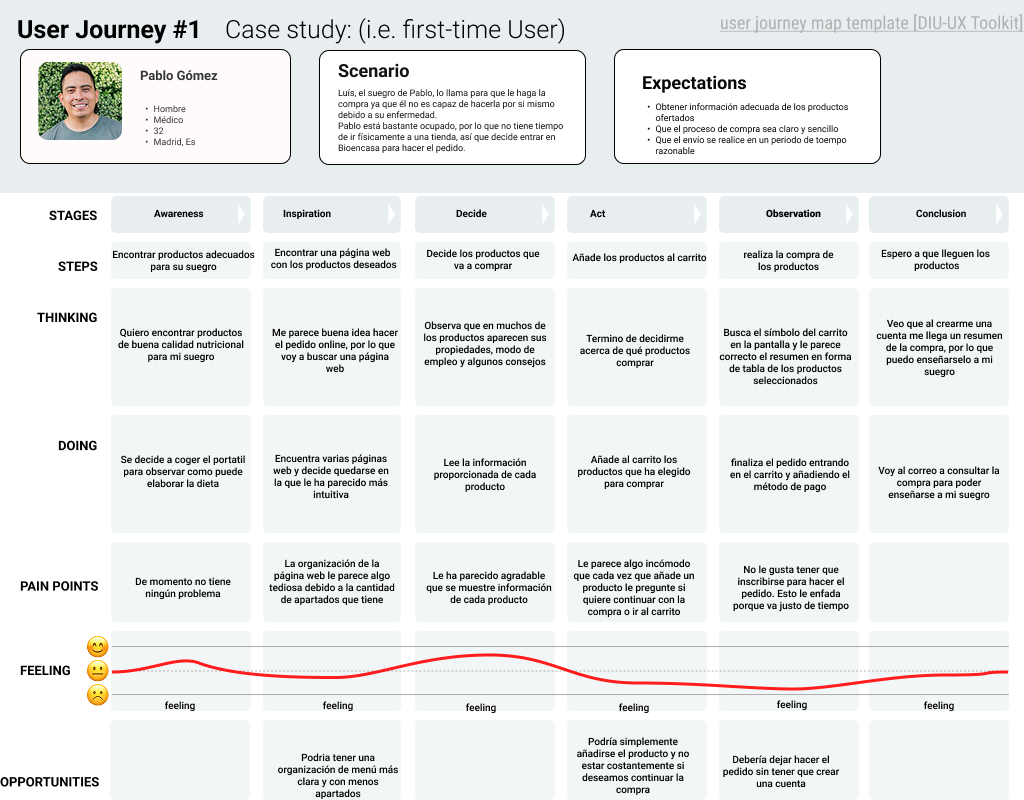 User Journey #1 Case study: (i.e. first-time User)
user journey map template [DIU-UX Toolkit]
Pablo Gómez
• Hombre
• Médico
• 32
• Madrid, Es
Scenario
Luís, el suegro de Pablo, lo llama para que le haga la
compra ya que él no es capaz de hacerla por si mismo
debido a su enfermedad.
Pablo está bastante ocupado, por lo que no tiene tiempo
de ir físicamente a una tienda, así que decide entrar en
Bioencasa para hacer el pedido.
Expectations
• Obtener información adecuada de los productos
ofertados
• Que el proceso de compra sea claro y sencillo
• Que el envío se realice en un periodo de toempo
razonable
STAGES
Awareness
Inspiration
Decide
Act
Observation
Conclusion
STEPS
Encontrar productos adecuados
para su suegro
Encontrar una página web
con los productos deseados
Decide los productos que
va a comprar
Añade los productos al carrito
realiza la compra de
los productos
Espero a que lleguen los
productos
THINKING
Quiero encontrar productos
de buena calidad nutricional
para mi suegro
Me parece buena idea hacer
el pedido online, por lo que
voy a buscar una página
web
Observa que en muchos de
los productos aparecen sus
propiedades, modo de
empleo y algunos consejos
Termino de decidirme
acerca de qué productos
comprar
Busca el símbolo del carrito
en la pantalla y le parece
correcto el resumen en forma
de tabla de los productos
seleccionados
Veo que al crearme una
cuenta me llega un resumen
de la compra, por lo que
puedo enseñarselo a mi
suegro
DOING
Se decide a coger el portatil
para observar como puede
elaborar la dieta
Encuentra varias páginas
web y decide quedarse en
la que le ha parecido más
intuitiva
Lee la información
proporcionada de cada
producto
Añade al carrito los
productos que ha elegido
para comprar
finaliza el pedido entrando
en el carrito y añadiendo el
método de pago
Voy al correo a consultar la
compra para poder
enseñarse a mi suegro
PAIN POINTS
De momento no tiene
ningún problema
La organización de la
página web le parece algo
tediosa debido a la cantidad
de apartados que tiene
Le ha parecido agradable
que se muestre información
de cada producto
Le parece algo incómodo
que cada vez que añade un
producto le pregunte si
quiere continuar con la
compra o ir al carrito
No le gusta tener que
inscribirse para hacer el
pedido. Esto le enfada
porque va justo de tiempo
FEELING
feeling
feeling
feeling
feeling
feeling
feeling
OPPORTUNITIES
Podria tener una
organización de menú más
clara y con menos
apartados
Podría simplemente
añadirse el producto y no
estar costantemente si
deseamos continuar la
compra
Debería dejar hacer el
pedido sin tener que crear
una cuenta